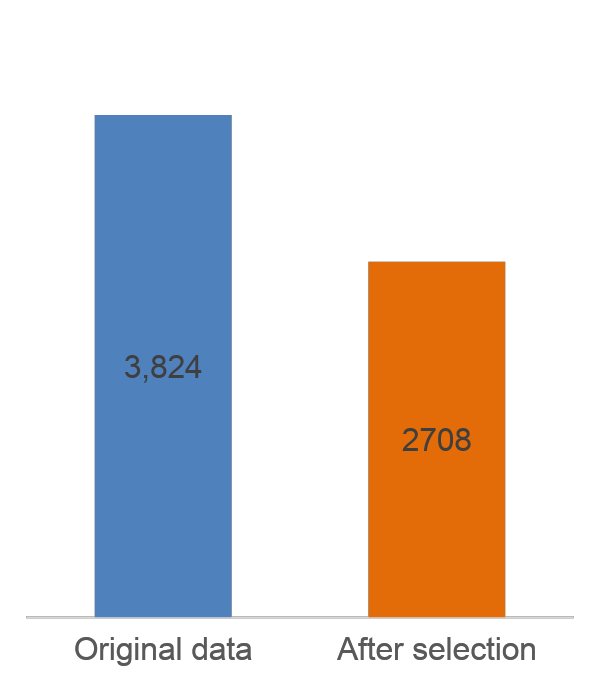 3,824
2708
Original data
After selection